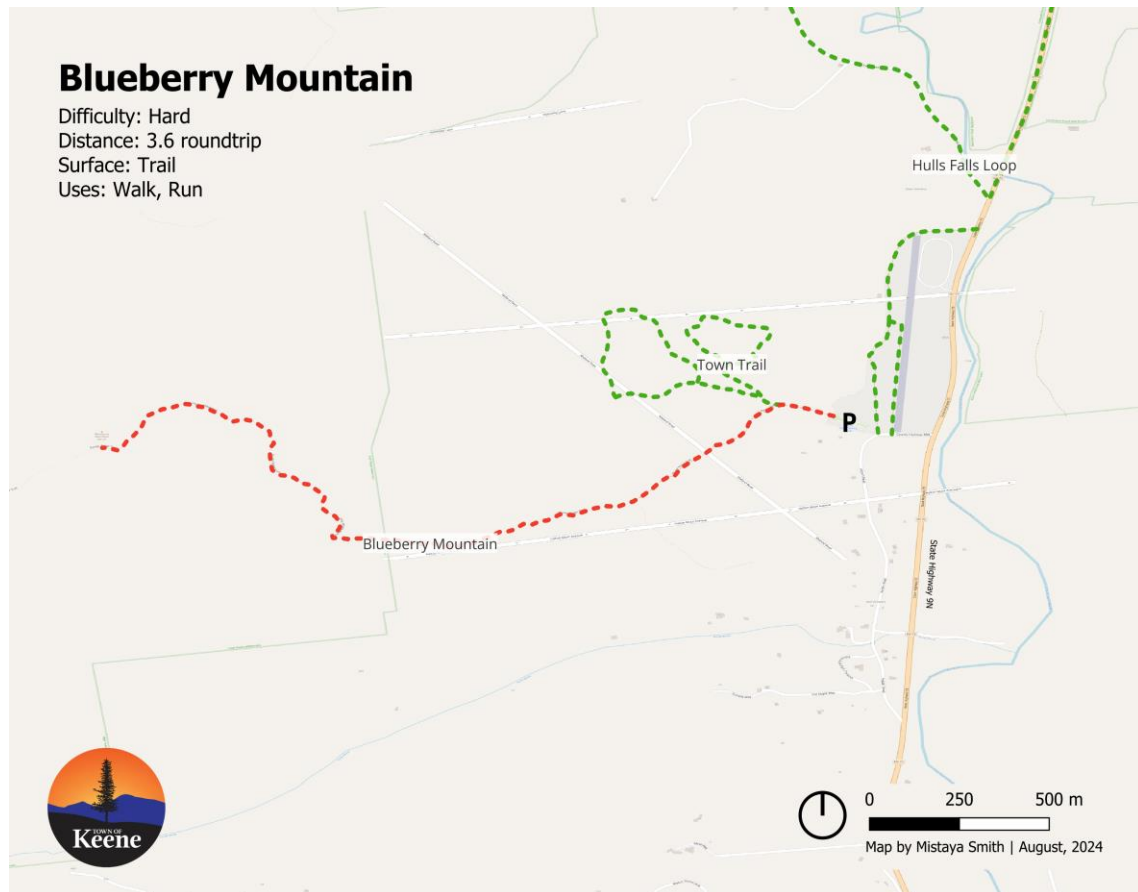 Blueberry Mountain
Difficulty: Hard
Distance: 3.6 roundtrip
Surface: Trail
Uses: Walk, Run
Hulls Falls Loop
Town Trail
P
Blueberry Mountain
State Highway 9N
TOWN OF
Keene
0 250 500 m
Map by Mistaya Smith | August, 2024